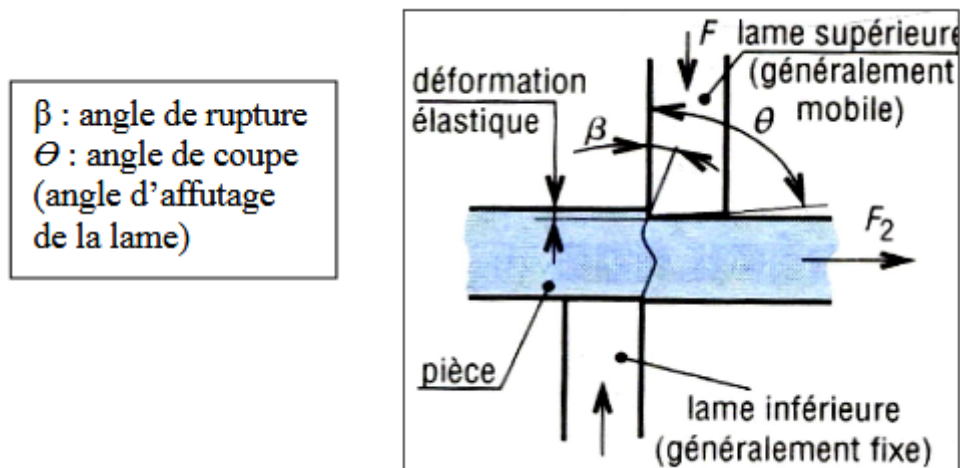 β : angle de rupture
Θ : angle de coupe
(angle d’affutage
de la lame)
F
lame supérieure
(généralement
mobile)
déformation
élastique
β
θ
F₂
pièce
lame inférieure
(généralement fixe)